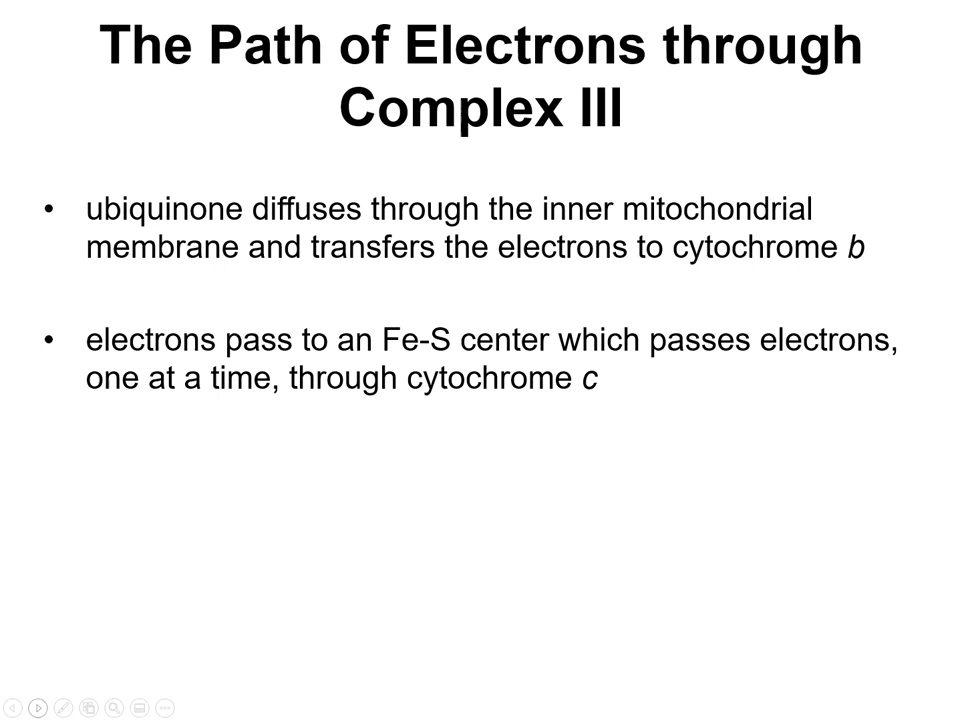 The Path of Electrons through
Complex III
• ubiquinone diffuses through the inner mitochondrial
membrane and transfers the electrons to cytochrome b
• electrons pass to an Fe-S center which passes electrons,
one at a time, through cytochrome c